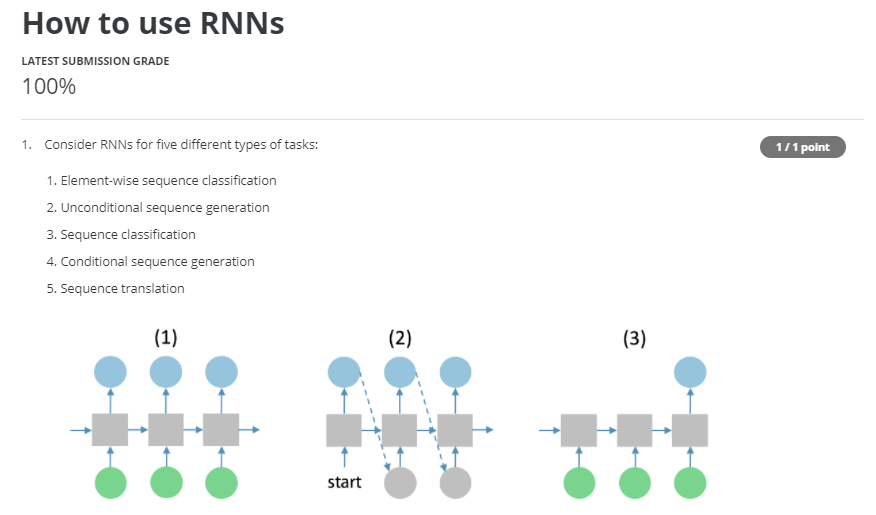 How to use RNNs
LATEST SUBMISSION GRADE
100%
1. Consider RNNs for five different types of tasks:
1 / 1 point
1. Element-wise sequence classification
2. Unconditional sequence generation
3. Sequence classification
4. Conditional sequence generation
5. Sequence translation
(1) (2) (3)
start